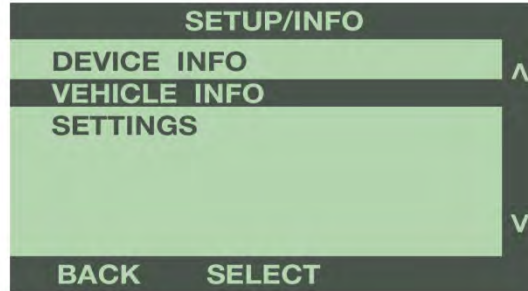 SETUP/INFO
DEVICE INFO
VEHICLE INFO
SETTINGS
BACK SELECT